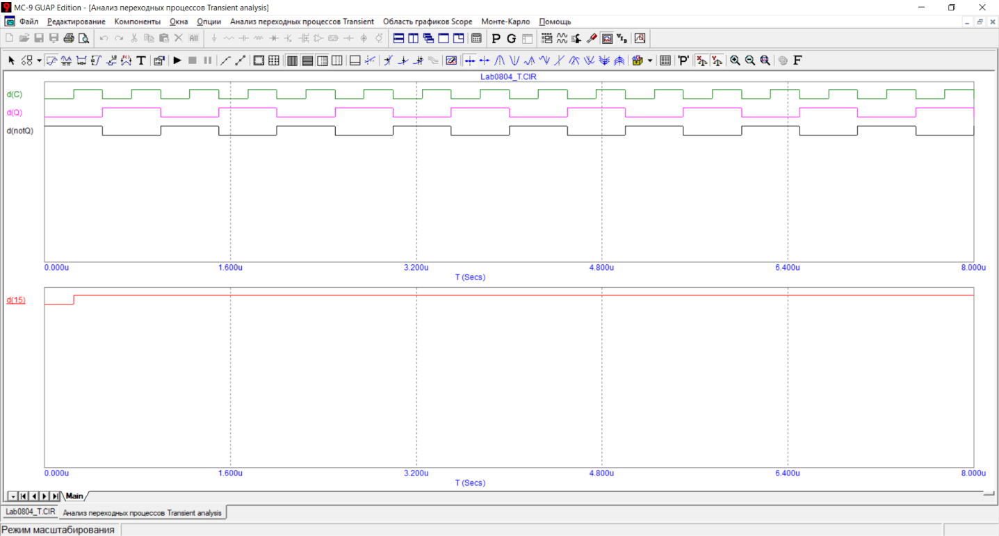 MC-9 GUAP Edition - [Анализ переходных процессов Transient analysis]
Файл Редактирование Компоненты Окна Опции Анализ переходных процессов Transient Область графиков Scope Монте-Карло Помощь
Lab0804_T.CIR
d(C)
d(Q)
d(notQ)
0.000u 1.600u 3.200u 4.800u 6.400u 8.000u
T (Secs)
d(15)
0.000u 1.600u 3.200u 4.800u 6.400u 8.000u
T (Secs)
Main
Lab0804_T.CIR Анализ переходных процессов Transient analysis
Режим масштабирования